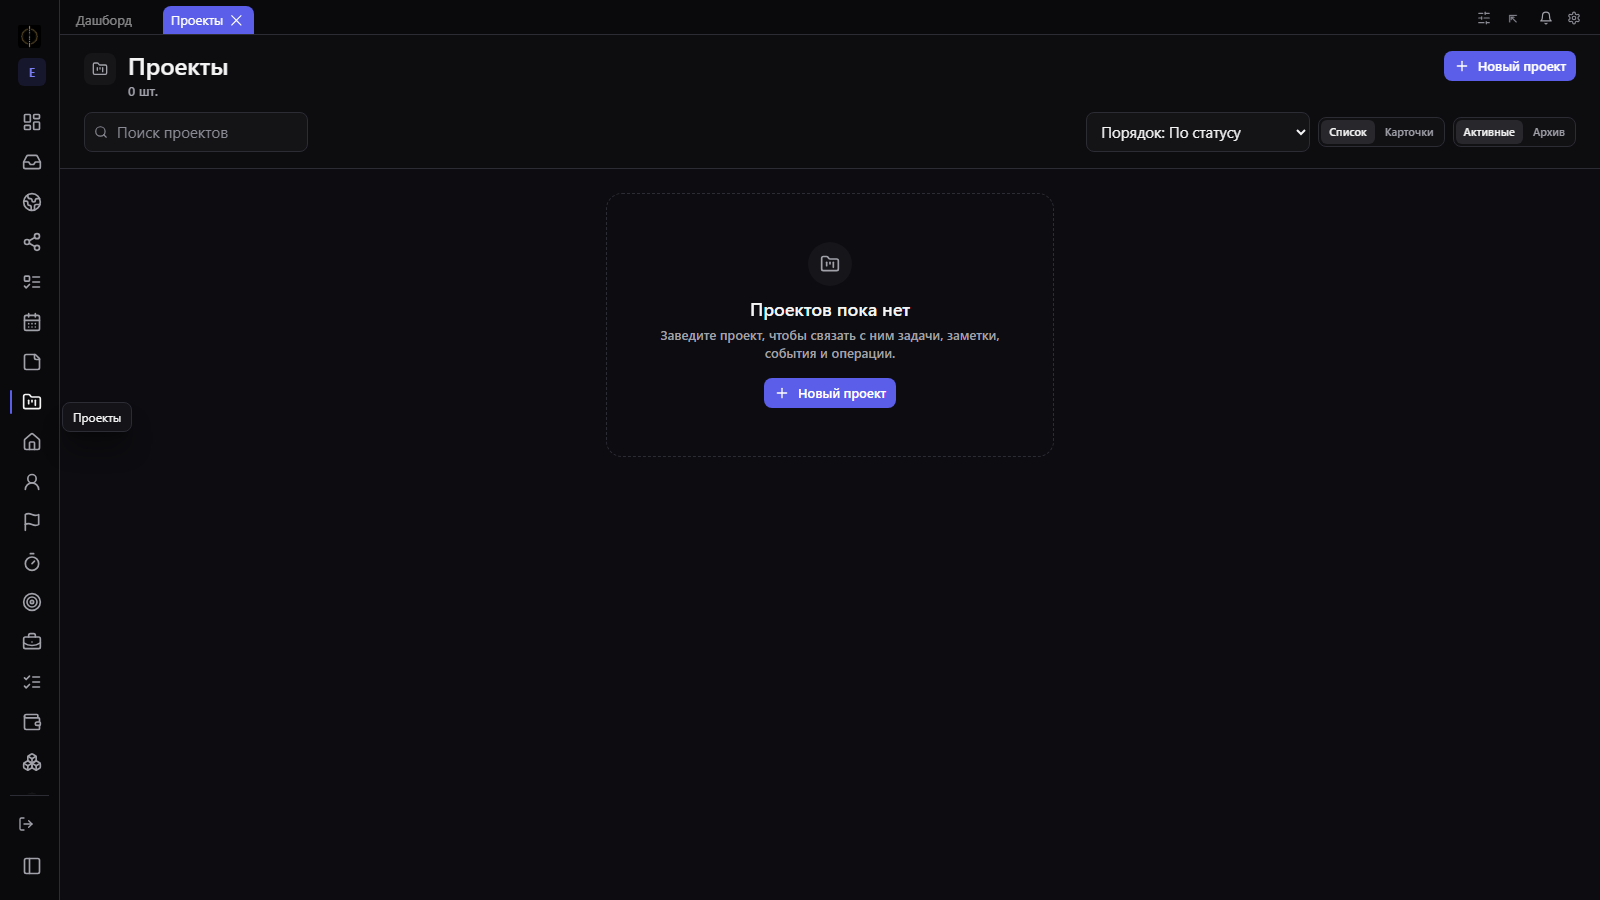 Дашборд
Проекты
E
Проекты
0 шт.
Новый проект
Поиск проектов
Порядок: По статусу
Список
Карточки
Активные
Архив
Проектов пока нет
Заведите проект, чтобы связать с ним задачи, заметки,
события и операции.
Новый проект
Проекты